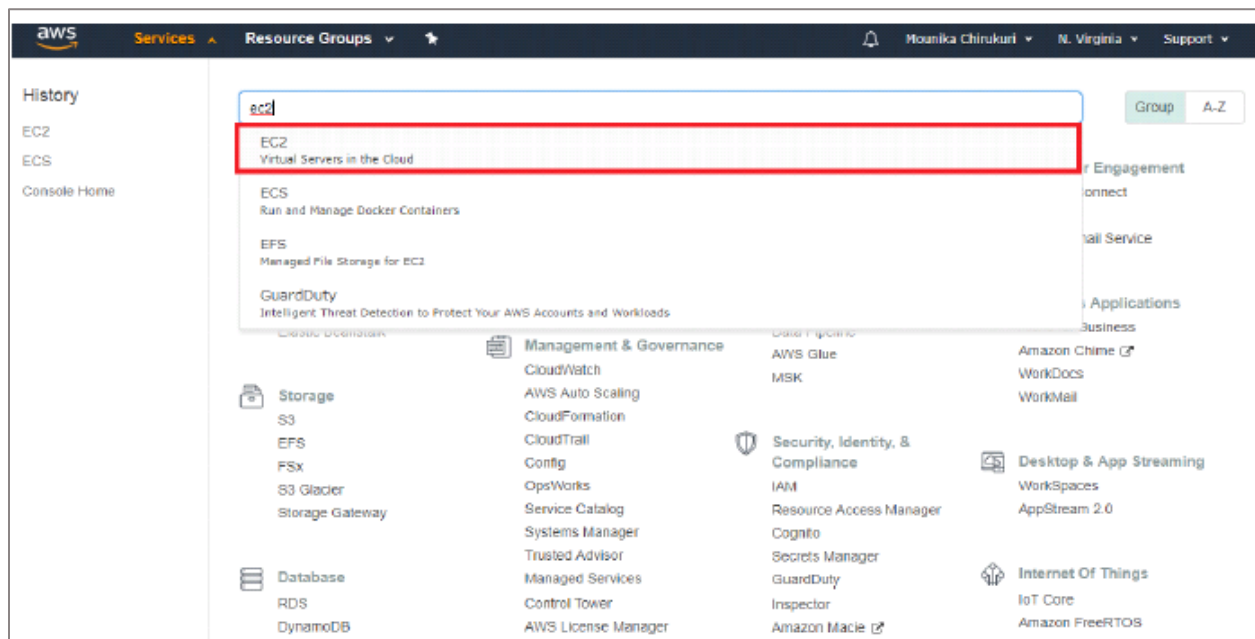 aws
Services
Resource Groups
Mounika Chirukuri
N. Virginia
Support
History
EC2
ECS
Console Home
ec2
Group
A-Z
EC2
Virtual Servers in the Cloud
ECS
Run and Manage Docker Containers
EFS
Managed File Storage for EC2
GuardDuty
Intelligent Threat Detection to Protect Your AWS Accounts and Workloads
Storage
S3
EFS
FSx
S3 Glacier
Storage Gateway
Database
RDS
DynamoDB
Management & Governance
CloudWatch
AWS Auto Scaling
CloudFormation
CloudTrail
Config
OpsWorks
Service Catalog
Systems Manager
Trusted Advisor
Managed Services
Control Tower
AWS License Manager
AWS Glue
MSK
Security, Identity, &
Compliance
IAM
Resource Access Manager
Cognito
Secrets Manager
GuardDuty
Inspector
Amazon Macie
Engagement
Service
Applications
Business
Amazon Chime
WorkDocs
WorkMail
Desktop & App Streaming
WorkSpaces
AppStream 2.0
Internet Of Things
IoT Core
Amazon FreeRTOS